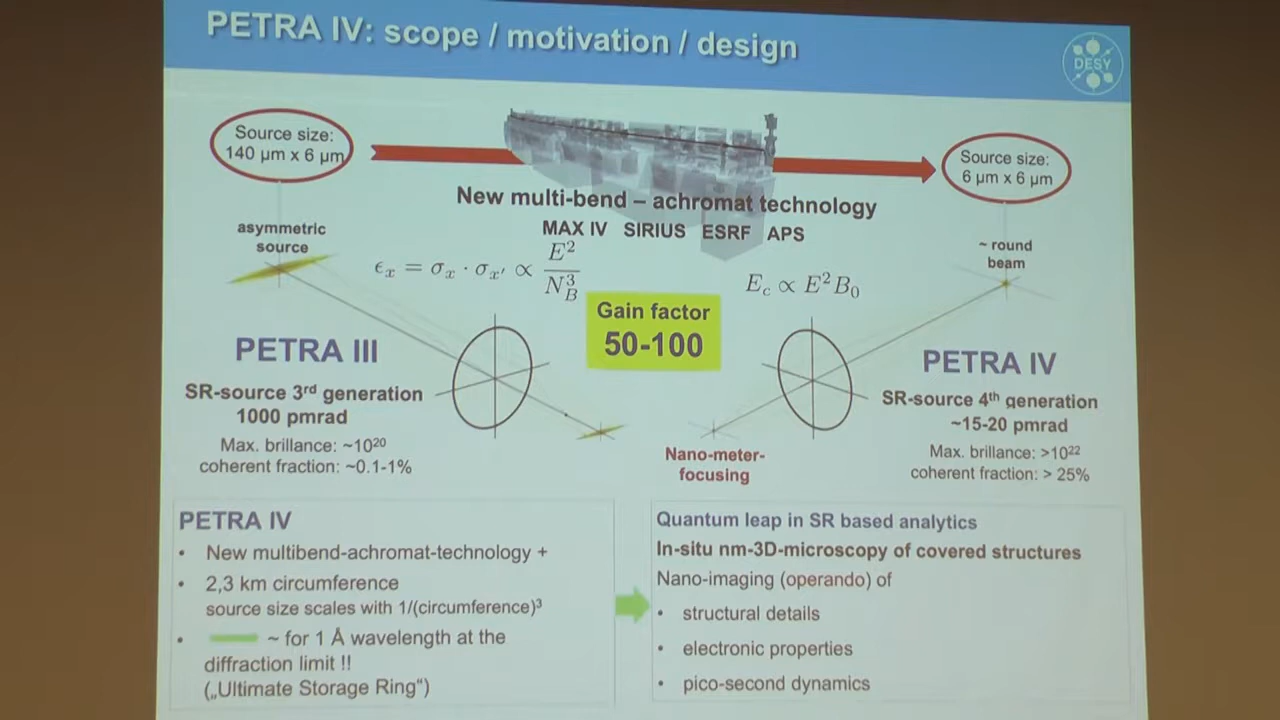 PETRA IV: scope / motivation / design
DESY
Source size:
140 µm x 6 µm
Source size:
6 µm x 6 µm
New multi-bend – achromat technology
MAX IV SIRIUS ESRF APS
asymmetric
source
~ round
beam
ϵₓ = σₓ · σₓ′ ∝ E² / N_B³
E_c ∝ E²B₀
Gain factor
50-100
PETRA III
SR-source 3rd generation
1000 pmrad
Max. brillance: ~10²⁰
coherent fraction: ~0.1-1%
Nano-meter-
focusing
PETRA IV
SR-source 4th generation
~15-20 pmrad
Max. brillance: >10²²
coherent fraction: > 25%
PETRA IV
• New multibend-achromat-technology +
• 2,3 km circumference
source size scales with 1/(circumference)³
• ~ for 1 Å wavelength at the
diffraction limit !!
(„Ultimate Storage Ring“)
Quantum leap in SR based analytics
In-situ nm-3D-microscopy of covered structures
Nano-imaging (operando) of
• structural details
• electronic properties
• pico-second dynamics